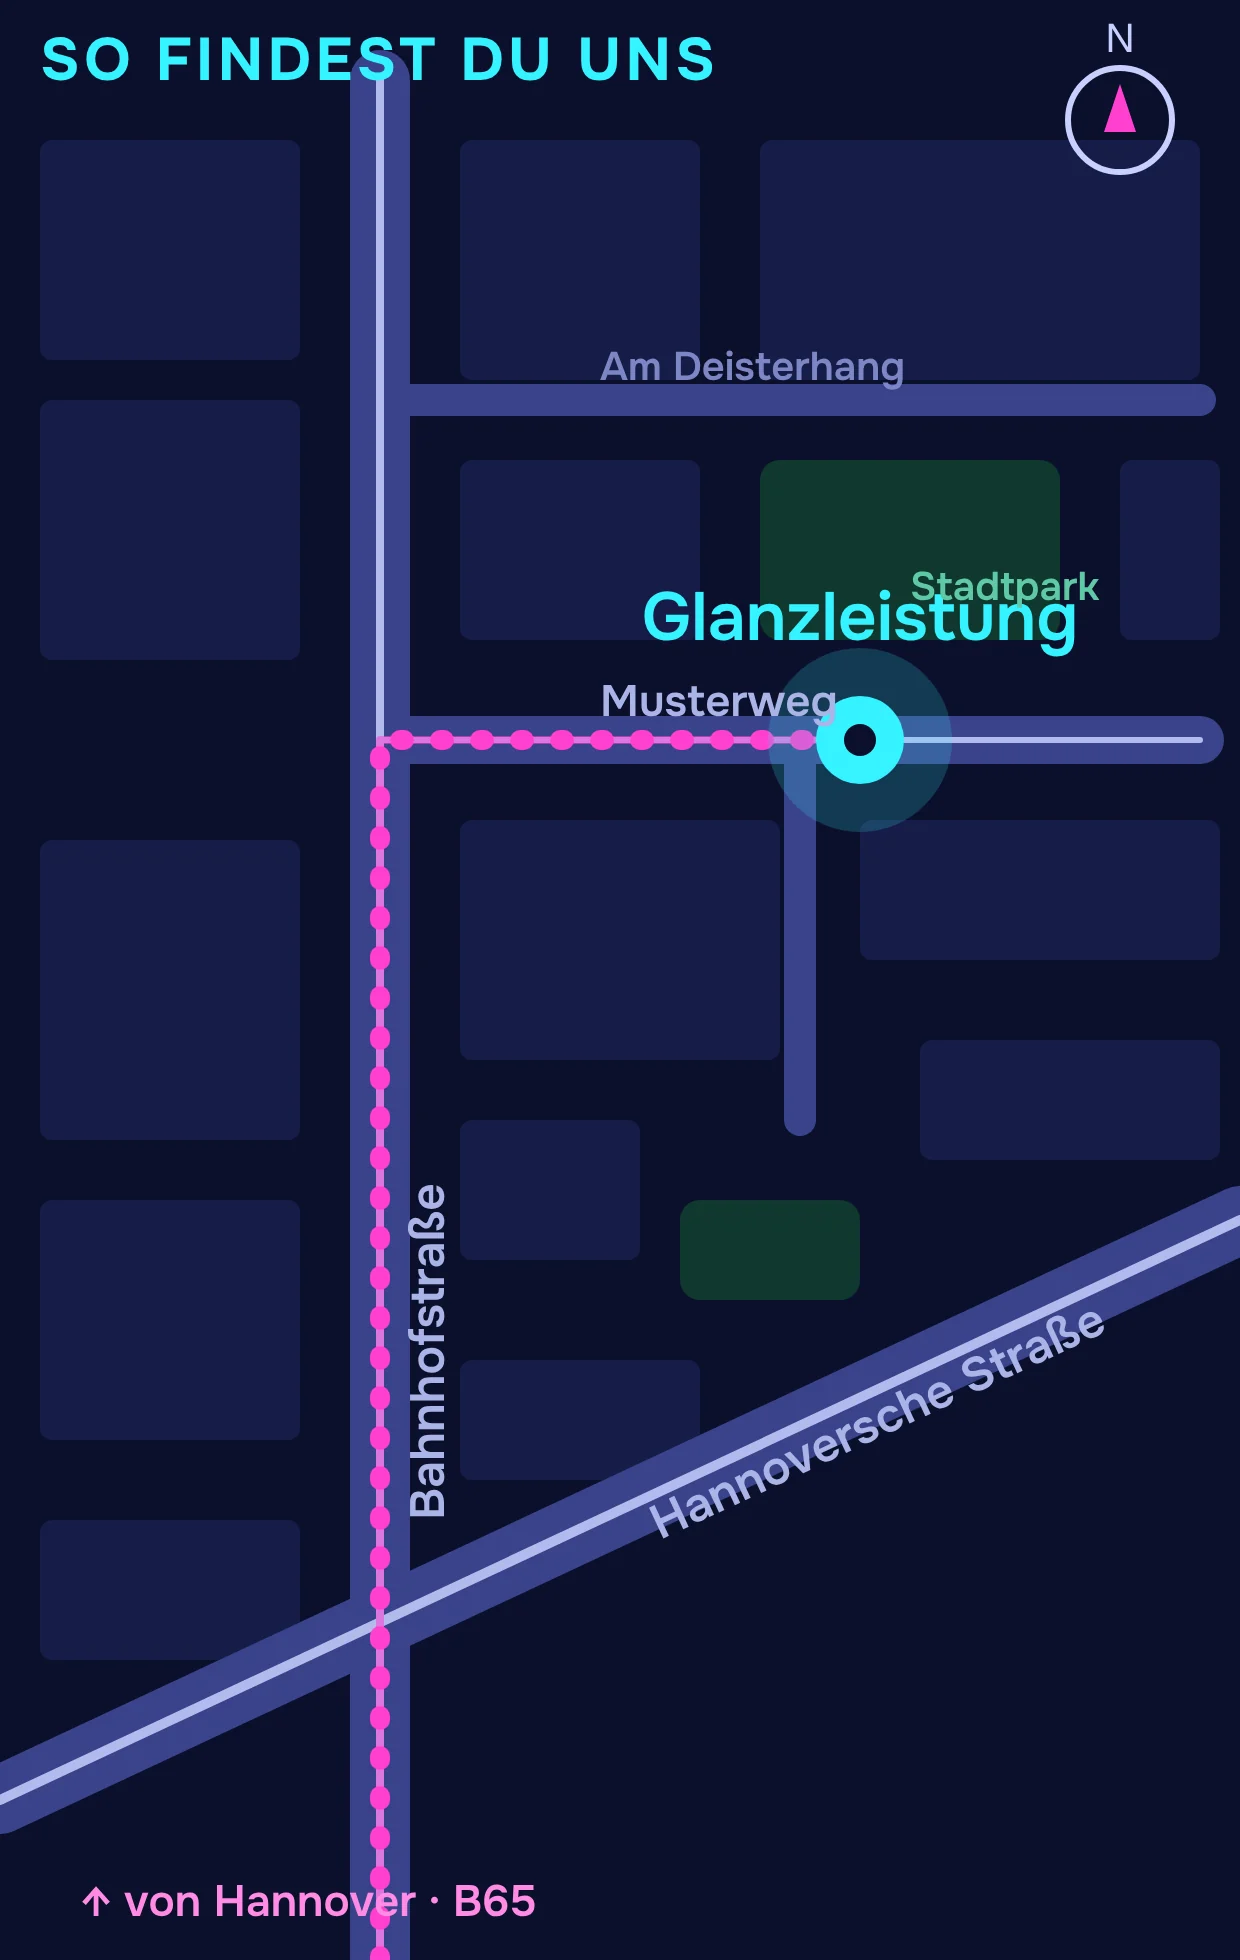 SO FINDEST DU UNS
N
Am Deisterhang
Stadtpark
Glanzleistung
Musterweg
Bahnhofstraße
Hannoversche Straße
↑ von Hannover · B65